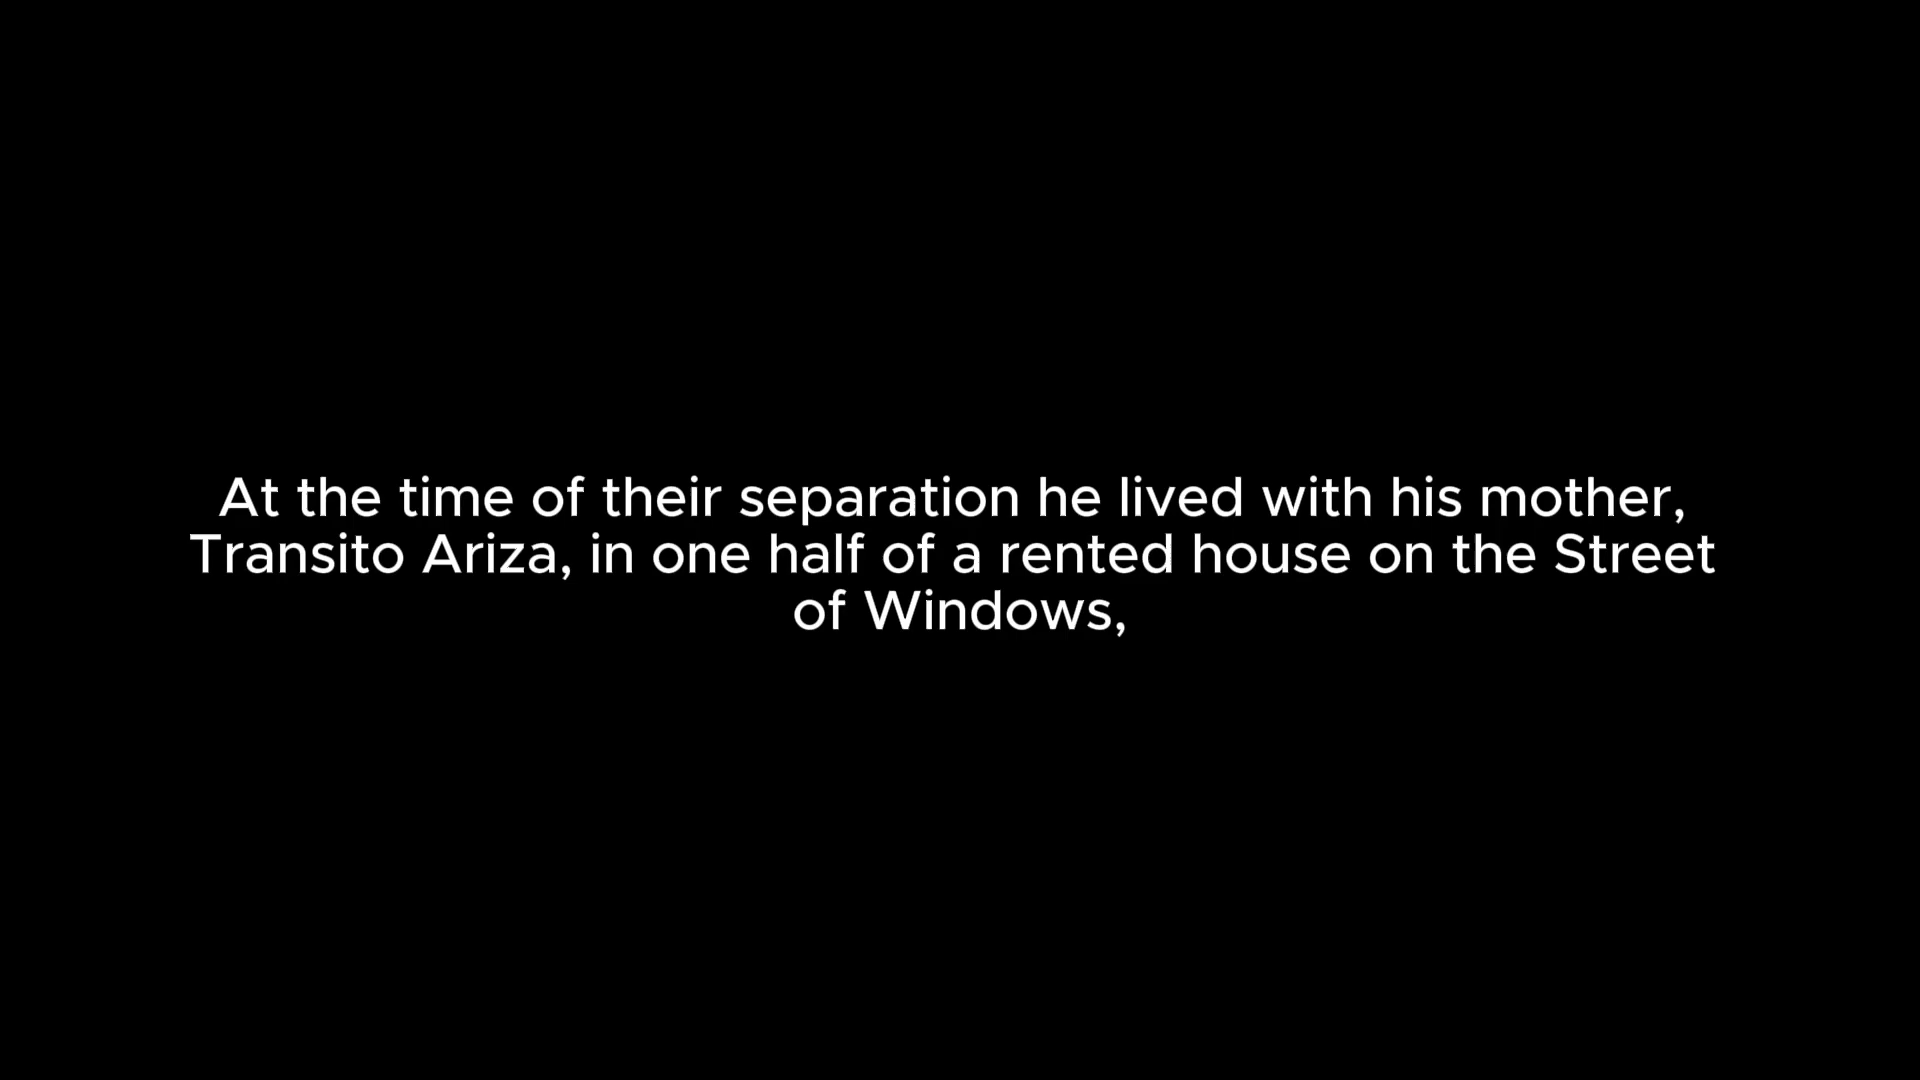 At the time of their separation he lived with his mother,
Transito Ariza, in one half of a rented house on the Street
of Windows,